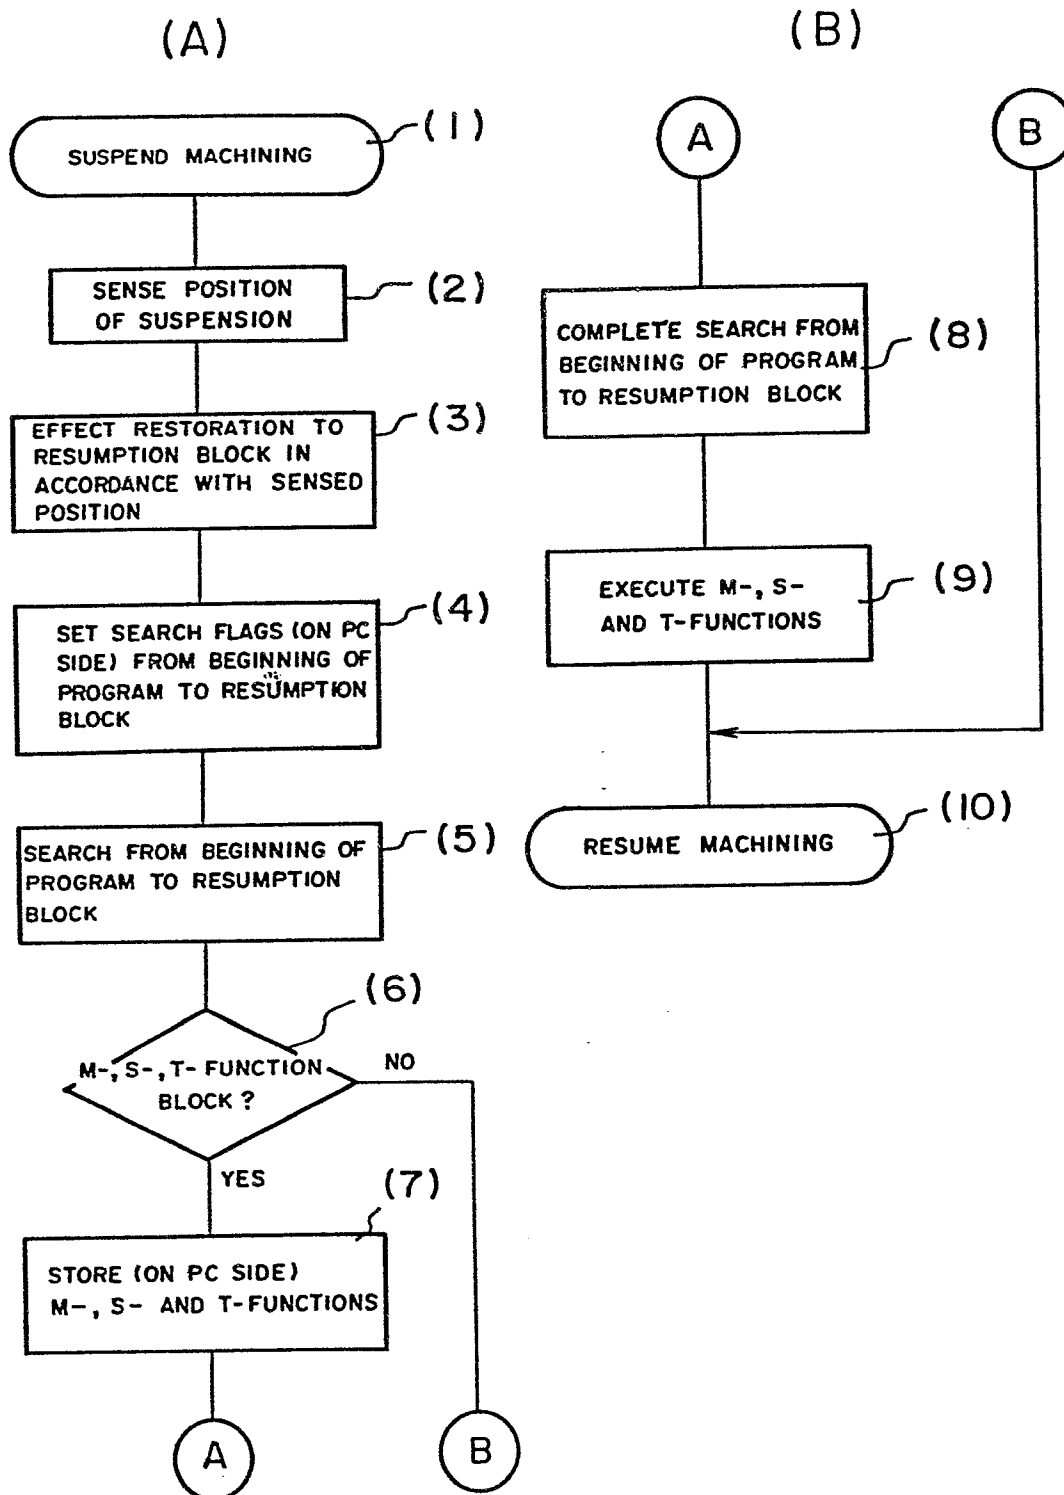 (A)
(1)
SUSPEND MACHINING
(2)
SENSE POSITION
OF SUSPENSION
(3)
EFFECT RESTORATION TO
RESUMPTION BLOCK IN
ACCORDANCE WITH SENSED
POSITION
(4)
SET SEARCH FLAGS (ON PC
SIDE) FROM BEGINNING OF
PROGRAM TO RESUMPTION
BLOCK
(5)
SEARCH FROM BEGINNING OF
PROGRAM TO RESUMPTION
BLOCK
(6)
M-, S-, T- FUNCTION
BLOCK ?
NO
YES
(7)
STORE (ON PC SIDE)
M-, S- AND T-FUNCTIONS
A
B
(B)
A
B
(8)
COMPLETE SEARCH FROM
BEGINNING OF PROGRAM
TO RESUMPTION BLOCK
(9)
EXECUTE M-, S-
AND T-FUNCTIONS
(10)
RESUME MACHINING